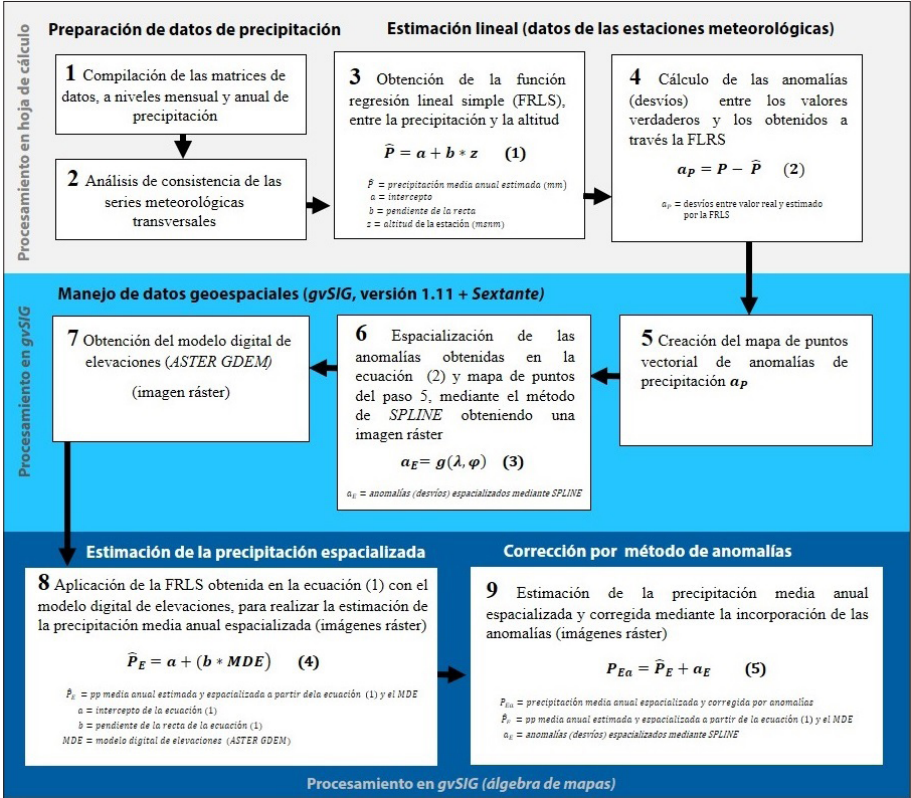 Procesamiento en hoja de cálculo
Preparación de datos de precipitación
Estimación lineal (datos de las estaciones meteorológicas)
1 Compilación de las matrices de
datos, a niveles mensual y anual de
precipitación
2 Análisis de consistencia de las
series meteorológicas
transversales
3 Obtención de la función
regresión lineal simple (FRLS),
entre la precipitación y la altitud
P̂ = a + b * z (1)
P̂ = precipitación media anual estimada (mm)
a = intercepto
b = pendiente de la recta
z = altitud de la estación (msnm)
4 Cálculo de las anomalías
(desvíos) entre los valores
verdaderos y los obtenidos a
través la FLRS
a_P = P − P̂ (2)
a_P = desvíos entre valor real y estimado
por la FRLS
Procesamiento en gvSIG
Manejo de datos geoespaciales (gvSIG, versión 1.11 + Sextante)
7 Obtención del modelo digital de
elevaciones (ASTER GDEM)
(imagen ráster)
6 Espacialización de las
anomalías obtenidas en la
ecuación (2) y mapa de puntos
del paso 5, mediante el método
de SPLINE obteniendo una
imagen ráster
a_E = g(λ, φ) (3)
a_E = anomalías (desvíos) espacializados mediante SPLINE
5 Creación del mapa de puntos
vectorial de anomalías de
precipitación a_P
Estimación de la precipitación espacializada
Corrección por método de anomalías
8 Aplicación de la FRLS obtenida en la ecuación (1) con el
modelo digital de elevaciones, para realizar la estimación de
la precipitación media anual espacializada (imágenes ráster)
P̂_E = a + (b * MDE) (4)
P̂_E = pp media anual estimada y espacializada a partir dela ecuación (1) y el MDE
a = intercepto de la ecuación (1)
b = pendiente de la recta de la ecuación (1)
MDE = modelo digital de elevaciones (ASTER GDEM)
9 Estimación de la precipitación media anual
espacializada y corregida mediante la incorporación de las
anomalías (imágenes ráster)
P_Ea = P̂_E + a_E (5)
P_Ea = precipitación media anual espacializada y corregida por anomalías
P̂_E = pp media anual estimada y espacializada a partir de la ecuación (1) y el MDE
a_E = anomalías (desvíos) espacializados mediante SPLINE
Procesamiento en gvSIG (álgebra de mapas)